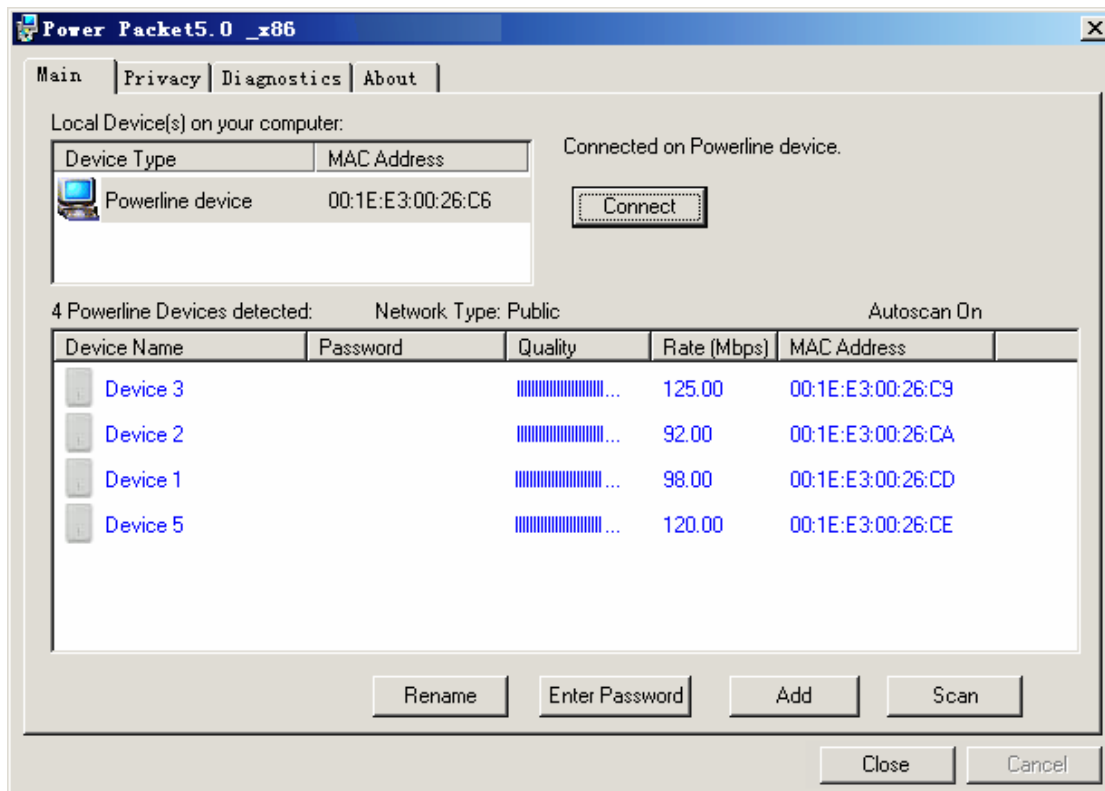 Power Packet5.0 _x86
Main Privacy Diagnostics About
Local Device(s) on your computer:
Device Type MAC Address
Powerline device 00:1E:E3:00:26:C6
Connected on Powerline device.
Connect
4 Powerline Devices detected: Network Type: Public Autoscan On
Device Name Password Quality Rate (Mbps) MAC Address
Device 3 ... 125.00 00:1E:E3:00:26:C9
Device 2 ... 92.00 00:1E:E3:00:26:CA
Device 1 ... 98.00 00:1E:E3:00:26:CD
Device 5 ... 120.00 00:1E:E3:00:26:CE
Rename Enter Password Add Scan
Close Cancel